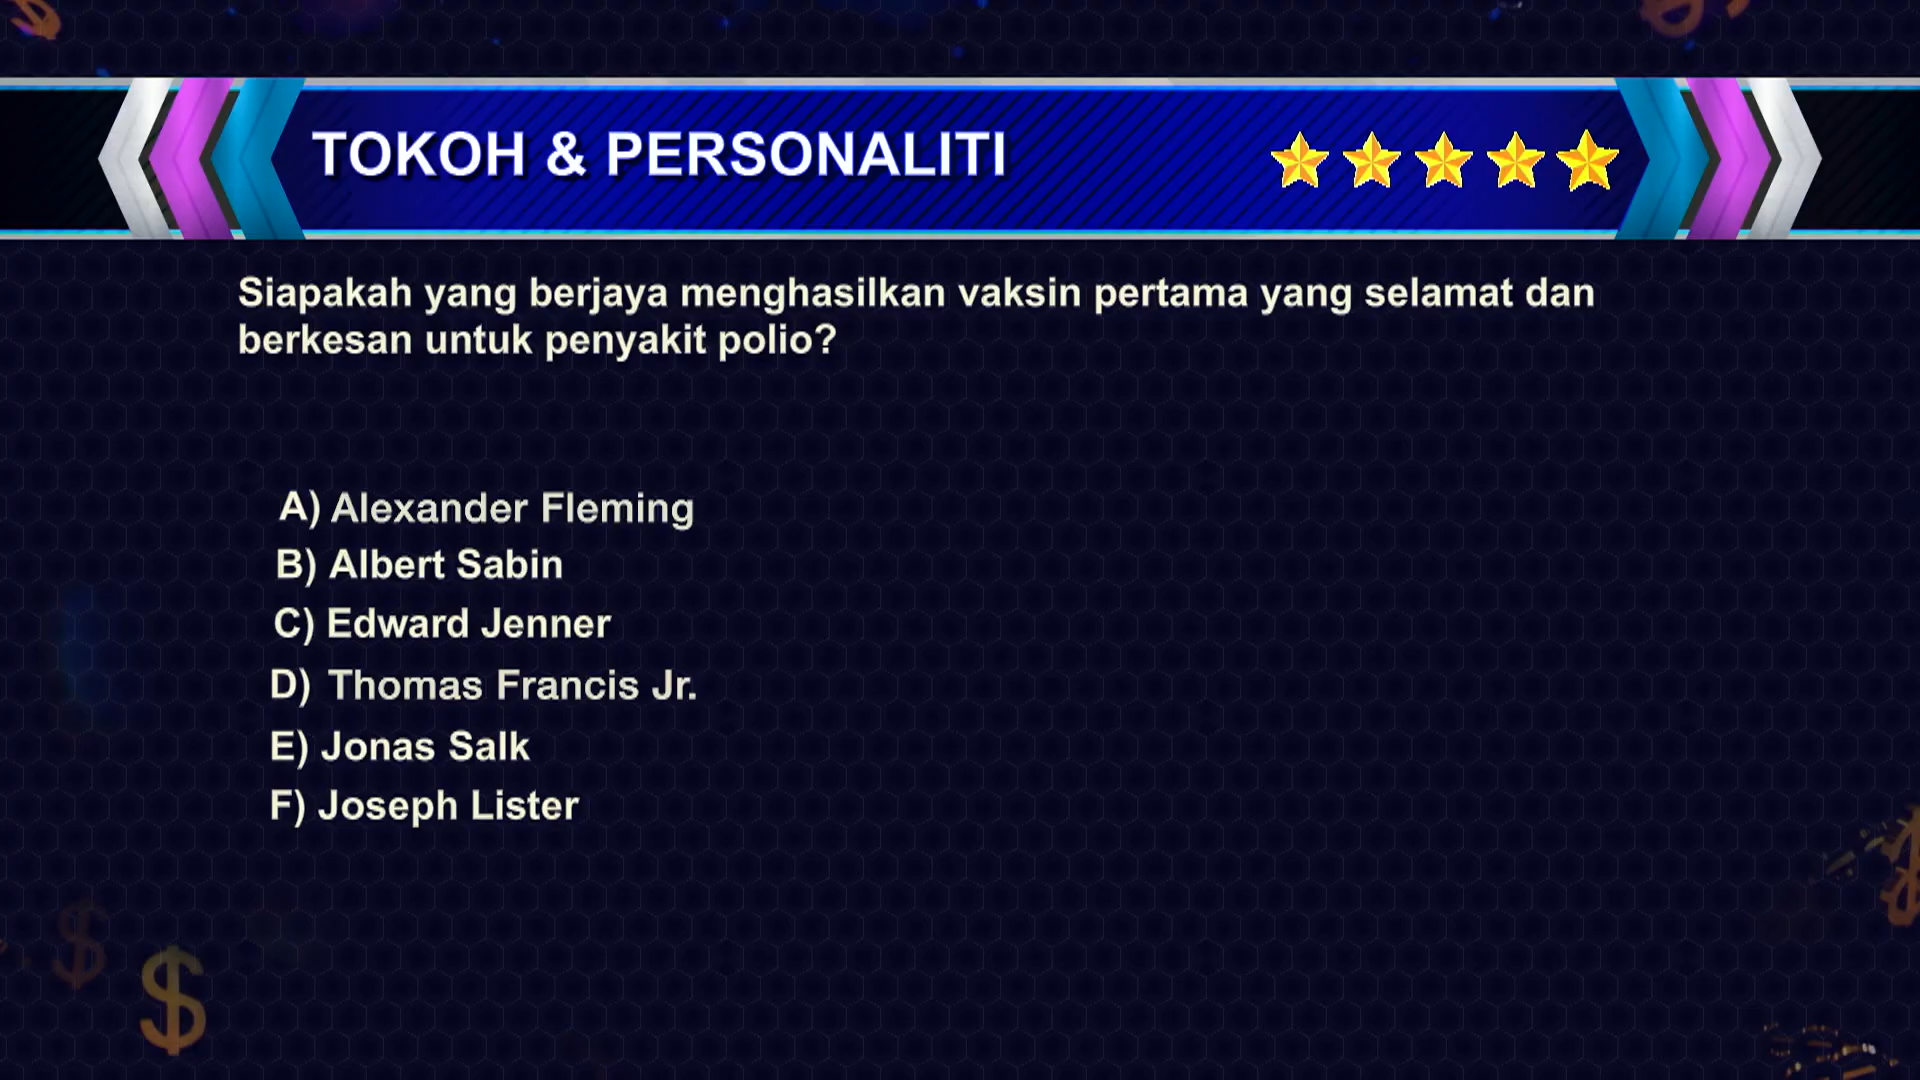 TOKOH & PERSONALITI
Siapakah yang berjaya menghasilkan vaksin pertama yang selamat dan
berkesan untuk penyakit polio?
A) Alexander Fleming
B) Albert Sabin
C) Edward Jenner
D) Thomas Francis Jr.
E) Jonas Salk
F) Joseph Lister